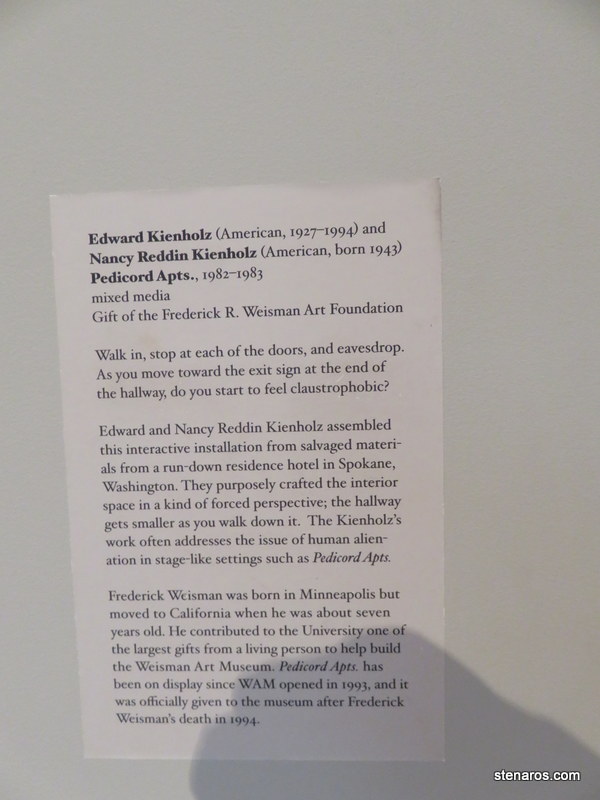 Edward Kienholz (American, 1927–1994) and
Nancy Reddin Kienholz (American, born 1943)
Pedicord Apts., 1982–1983
mixed media
Gift of the Frederick R. Weisman Art Foundation
Walk in, stop at each of the doors, and eavesdrop.
As you move toward the exit sign at the end of
the hallway, do you start to feel claustrophobic?
Edward and Nancy Reddin Kienholz assembled
this interactive installation from salvaged materi-
als from a run-down residence hotel in Spokane,
Washington. They purposely crafted the interior
space in a kind of forced perspective; the hallway
gets smaller as you walk down it. The Kienholz's
work often addresses the issue of human alien-
ation in stage-like settings such as Pedicord Apts.
Frederick Weisman was born in Minneapolis but
moved to California when he was about seven
years old. He contributed to the University one of
the largest gifts from a living person to help build
the Weisman Art Museum. Pedicord Apts. has
been on display since WAM opened in 1993, and it
was officially given to the museum after Frederick
Weisman's death in 1994.
stenaros.com